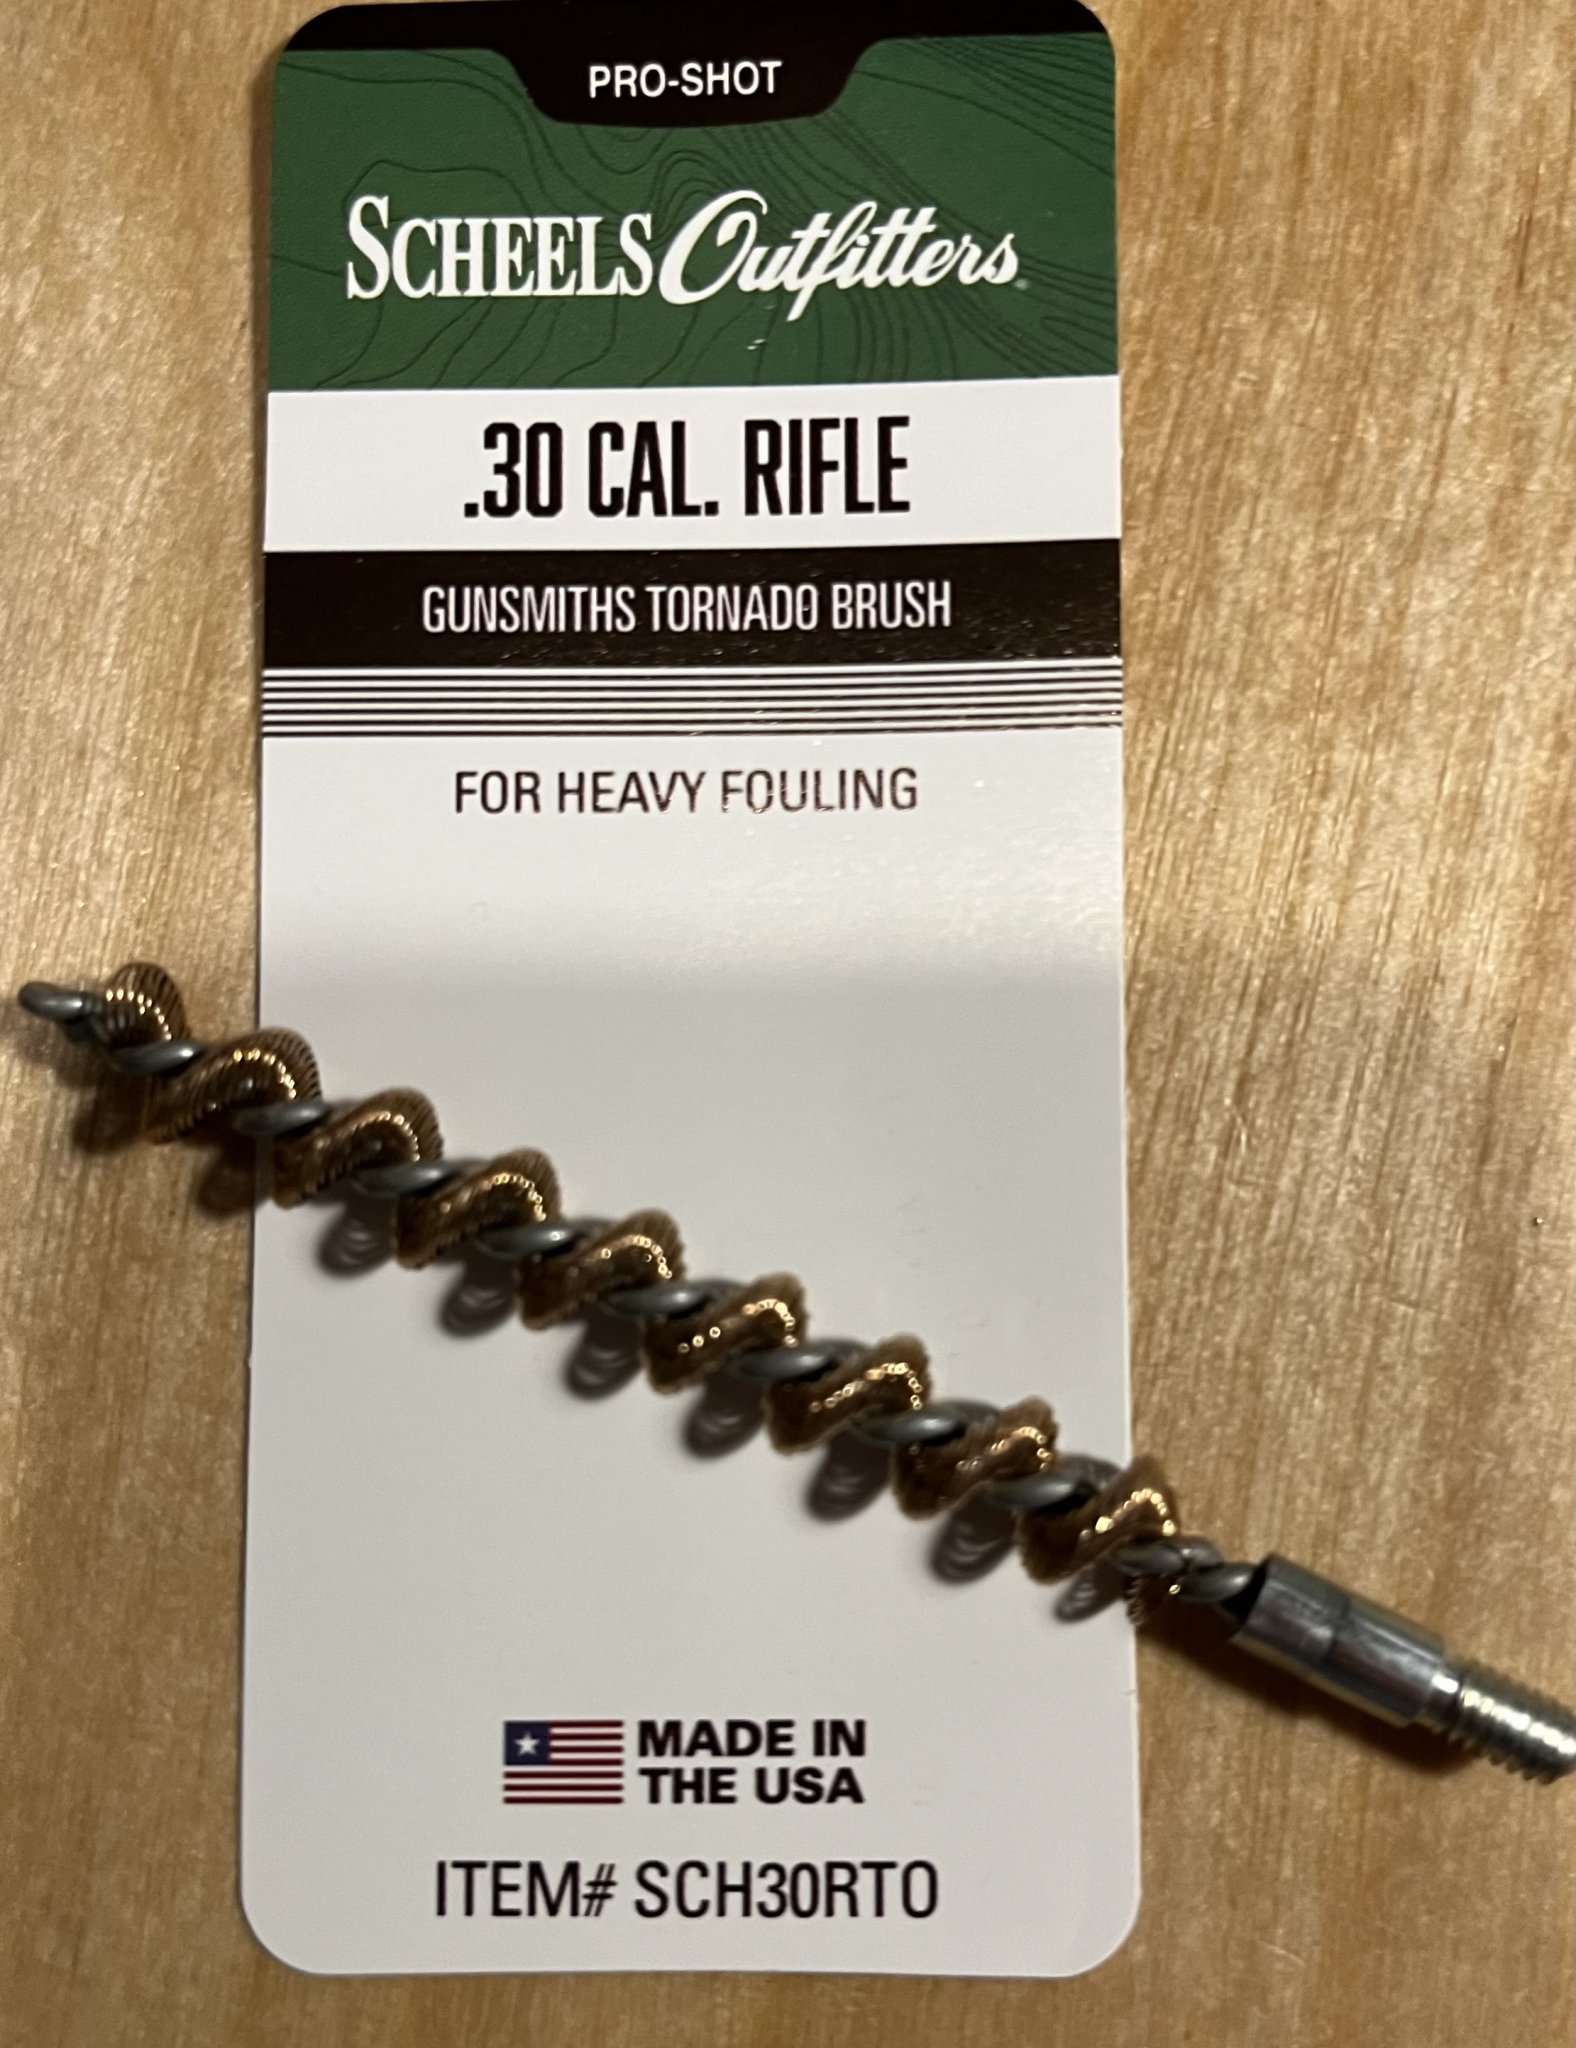 PRO-SHOT
SCHEELS Outfitters
.30 CAL. RIFLE
GUNSMITHS TORNADO BRUSH
FOR HEAVY FOULING
MADE IN
THE USA
ITEM# SCH30RTO